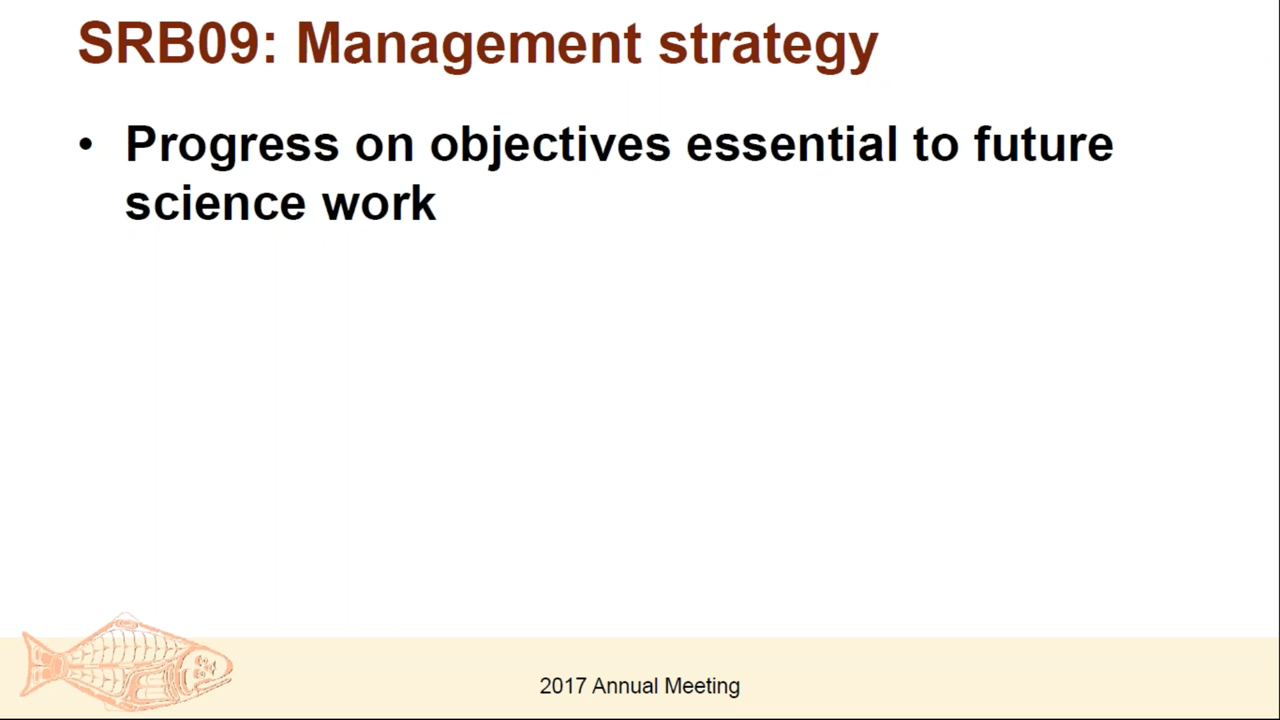 SRB09: Management strategy
• Progress on objectives essential to future
science work
2017 Annual Meeting